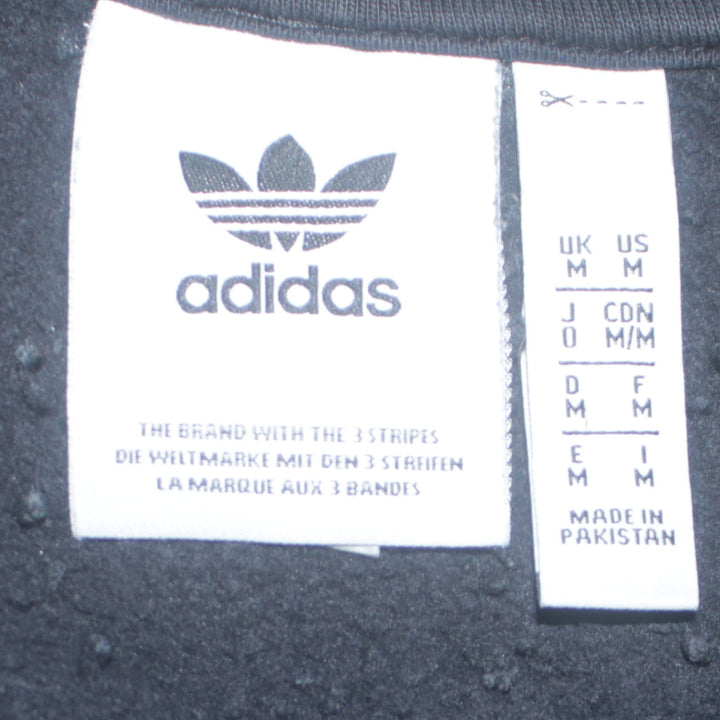 adidas
THE BRAND WITH THE 3 STRIPES
DIE WELTMARKE MIT DEN 3 STREIFEN
LA MARQUE AUX 3 BANDES
UK US
M M
J CDN
O M/M
D F
M M
E I
M M
MADE IN
PAKISTAN